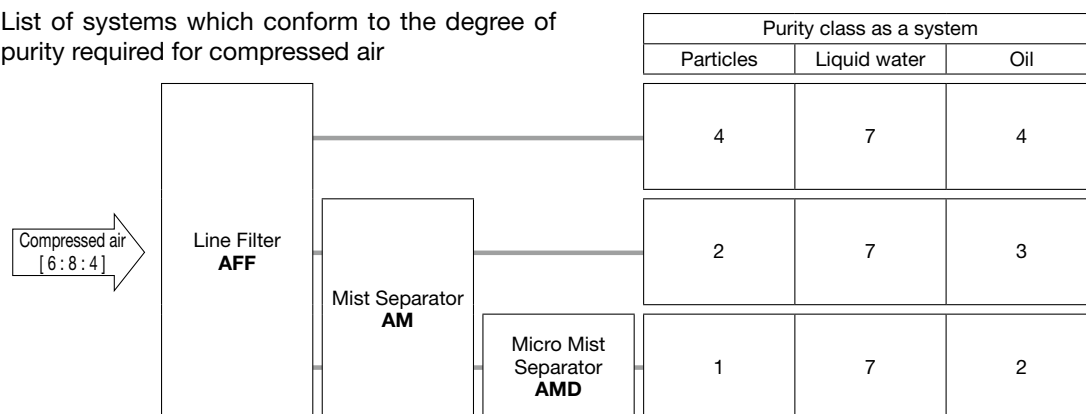 List of systems which conform to the degree of
purity required for compressed air
Purity class as a system
Particles Liquid water Oil
4 7 4
Compressed air
[6:8:4]
Line Filter
AFF
2 7 3
Mist Separator
AM
Micro Mist
Separator
AMD
1 7 2